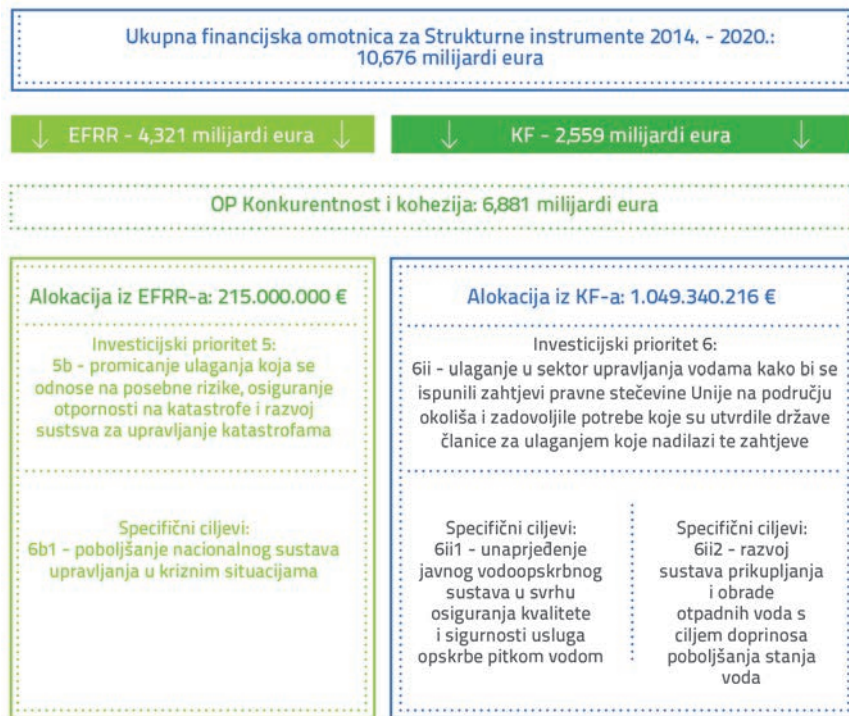 Ukupna financijska omotnica za Strukturne instrumente 2014. - 2020.:
10,676 milijardi eura
EFRR - 4,321 milijardi eura
KF - 2,559 milijardi eura
OP Konkurentnost i kohezija: 6,881 milijardi eura
Alokacija iz EFRR-a: 215.000.000 €
Investicijski prioritet 5:
5b - promicanje ulaganja koja se
odnose na posebne rizike, osiguranje
otpornosti na katastrofe i razvoj
sustsva za upravljanje katastrofama
Specifični ciljevi:
6b1 - poboljšanje nacionalnog sustava
upravljanja u kriznim situacijama
Alokacija iz KF-a: 1.049.340.216 €
Investicijski prioritet 6:
6ii - ulaganje u sektor upravljanja vodama kako bi se
ispunili zahtjevi pravne stečevine Unije na području
okoliša i zadovoljile potrebe koje su utvrdile države
članice za ulaganjem koje nadilazi te zahtjeve
Specifični ciljevi:
6ii1 - unaprjeđenje
javnog vodoopskrbnog
sustava u svrhu
osiguranja kvalitete
i sigurnosti usluga
opskrbe pitkom vodom
Specifični ciljevi:
6ii2 - razvoj
sustava prikupljanja
i obrade
otpadnih voda s
ciljem doprinosa
poboljšanja stanja
voda